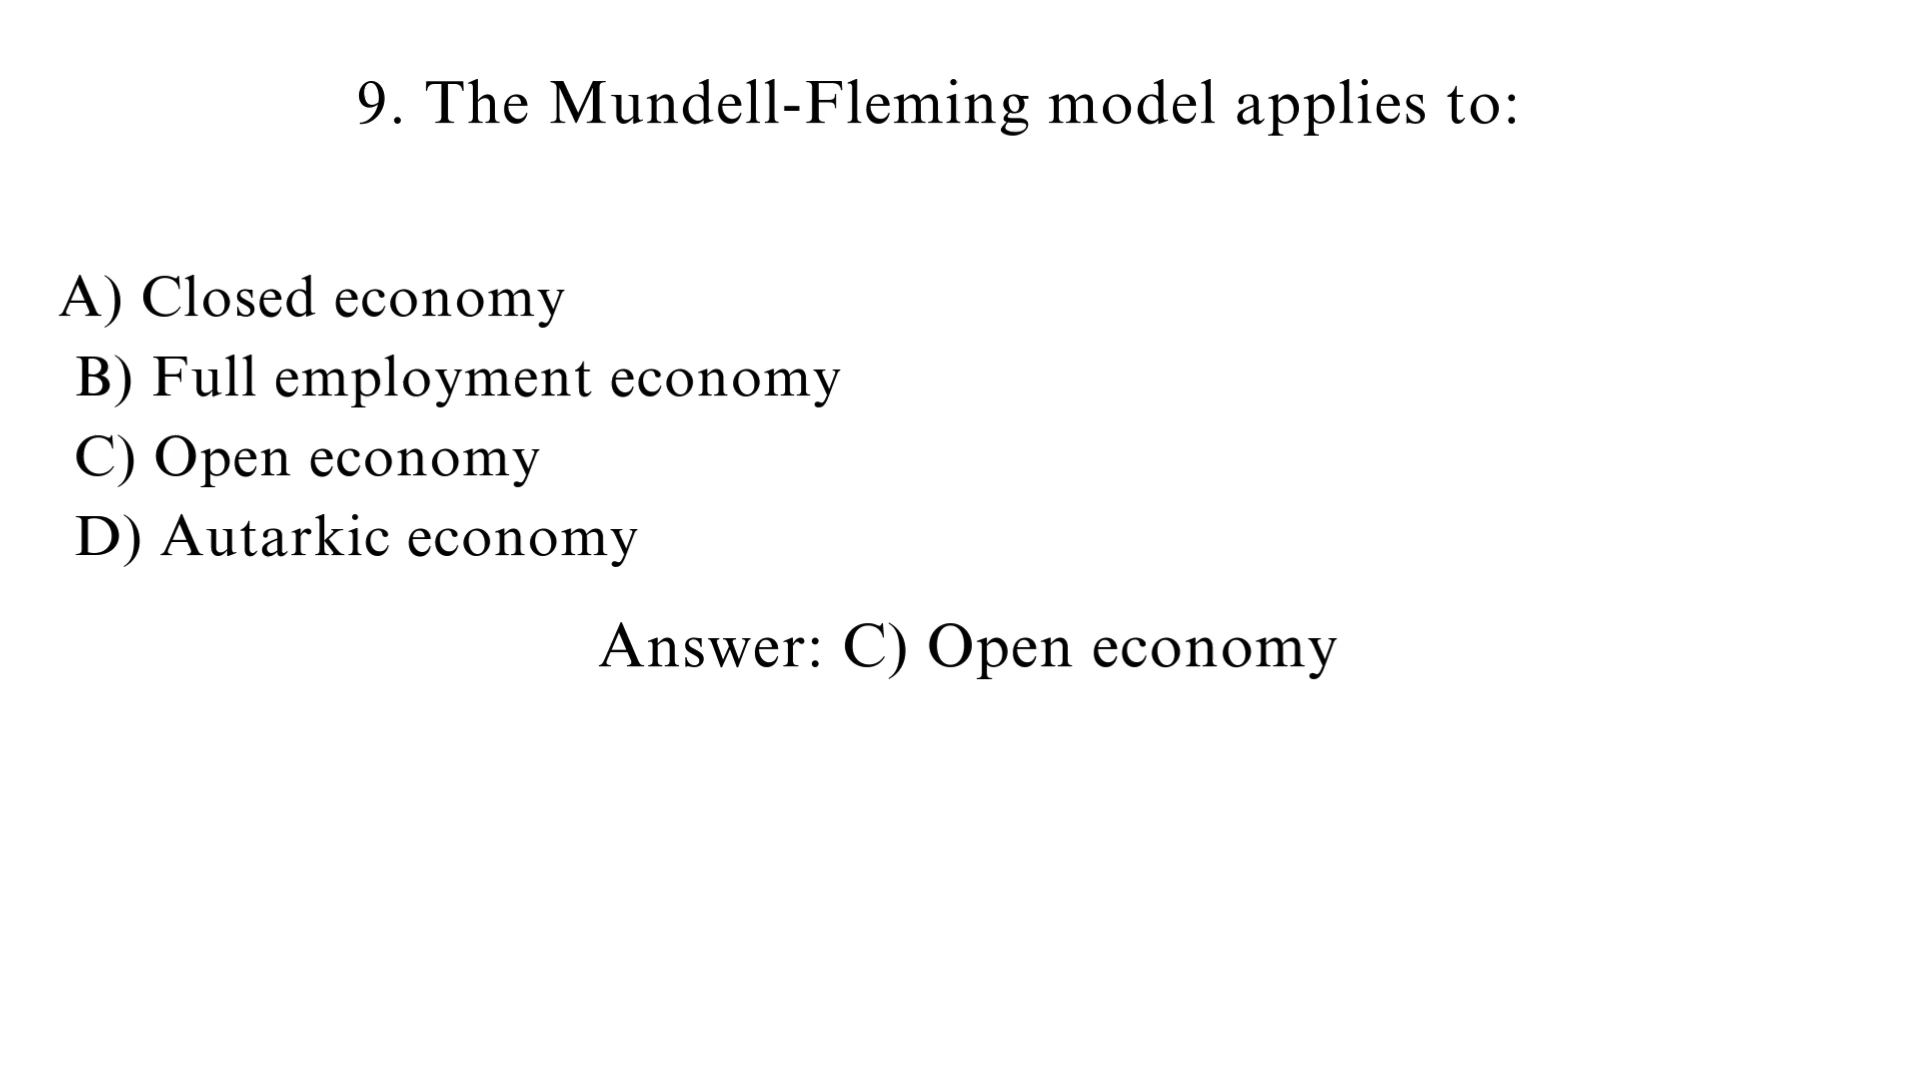 9. The Mundell-Fleming model applies to:
A) Closed economy
B) Full employment economy
C) Open economy
D) Autarkic economy
Answer: C) Open economy